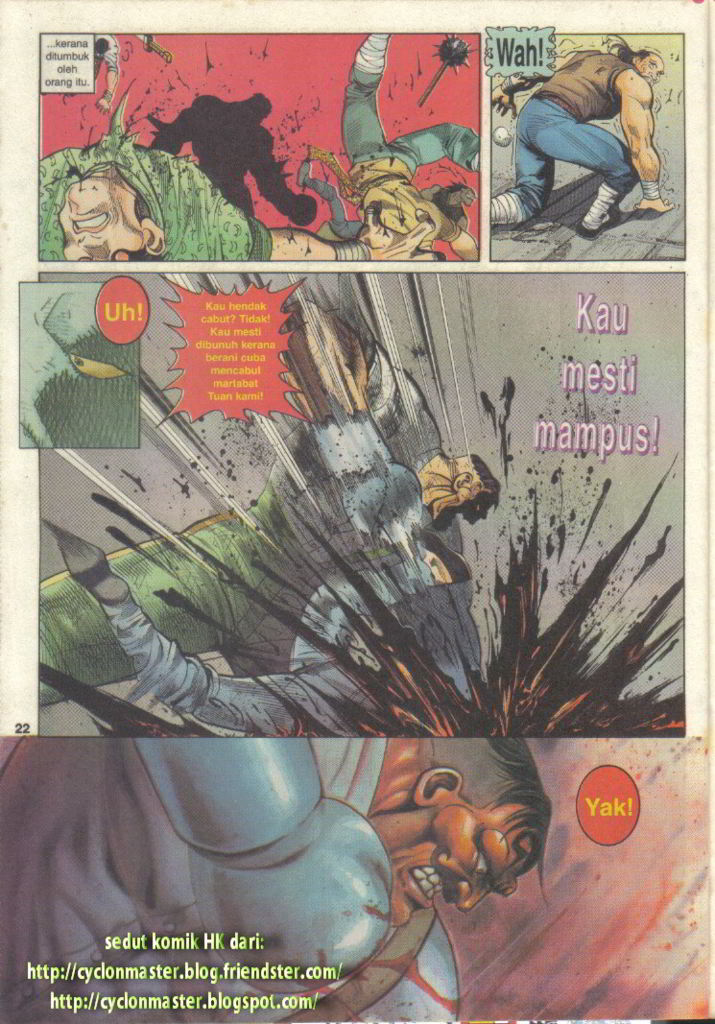 ...kerana
ditumbuk
oleh
orang itu.
Wah!
Uh!
Kau hendak
cabut? Tidak!
Kau mesti
dibunuh kerana
berani cuba
mencabul
martabat
Tuan kami!
Kau
mesti
mampus!
22
Yak!
sedut komik HK dari:
http://cyclonmaster.blog.friendster.com/
http://cyclonmaster.blogspot.com/